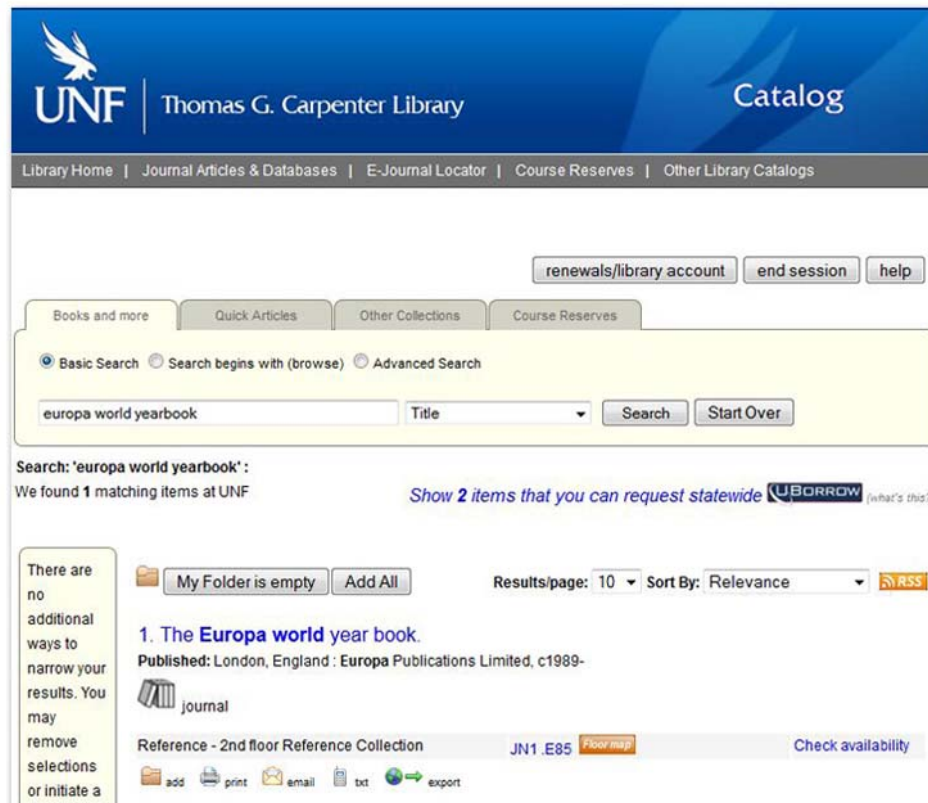 UNF Thomas G. Carpenter Library Catalog
Library Home | Journal Articles & Databases | E-Journal Locator | Course Reserves | Other Library Catalogs
renewals/library account end session help
Books and more Quick Articles Other Collections Course Reserves
Basic Search Search begins with (browse) Advanced Search
europa world yearbook Title Search Start Over
Search: 'europa world yearbook' :
We found 1 matching items at UNF
Show 2 items that you can request statewide UBORROW (what's this?
There are
no
additional
ways to
narrow your
results. You
may
remove
selections
or initiate a
My Folder is empty Add All Results/page: 10 Sort By: Relevance RSS
1. The Europa world year book.
Published: London, England : Europa Publications Limited, c1989-
journal
Reference - 2nd floor Reference Collection JN1 .E85 Floor map Check availability
add print email txt export